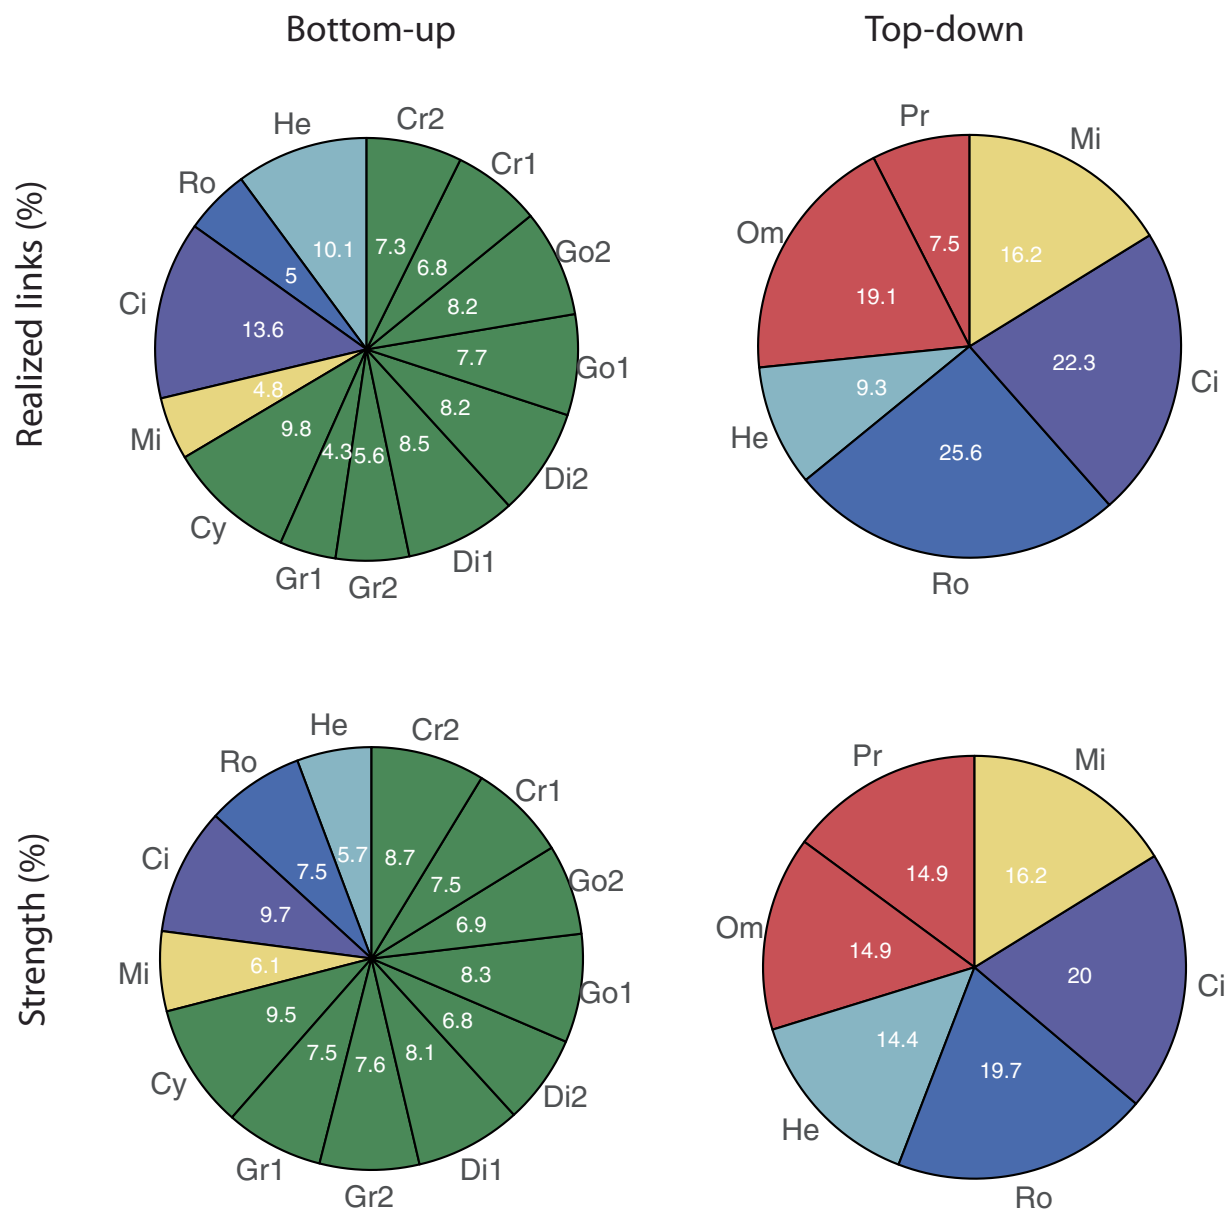 Bottom-up
Top-down
Realized links (%)
He
Cr2
Cr1
Go2
Go1
Di2
Di1
Gr2
Gr1
Cy
Mi
Ci
Ro
10.1
7.3
6.8
8.2
7.7
8.2
8.5
5.6
4.3
9.8
4.8
13.6
5
Pr
Mi
Ci
Ro
He
Om
7.5
16.2
22.3
25.6
9.3
19.1
Strength (%)
He
Cr2
Cr1
Go2
Go1
Di2
Di1
Gr2
Gr1
Cy
Mi
Ci
Ro
5.7
8.7
7.5
6.9
8.3
6.8
8.1
7.6
7.5
9.5
6.1
9.7
7.5
Pr
Mi
Ci
Ro
He
Om
14.9
16.2
20
19.7
14.4
14.9